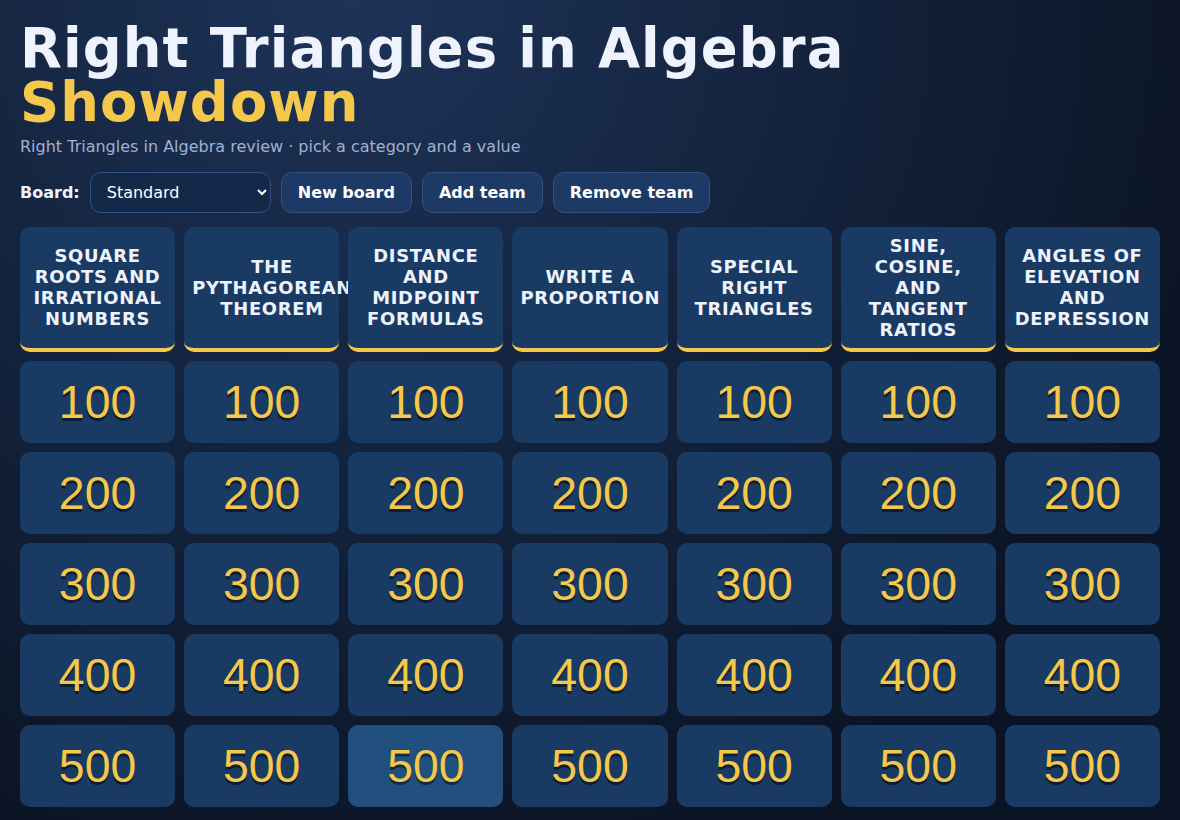 Right Triangles in Algebra
Showdown
Right Triangles in Algebra review · pick a category and a value
Board: Standard New board Add team Remove team
SQUARE
ROOTS AND
IRRATIONAL
NUMBERS
THE
PYTHAGOREAN
THEOREM
DISTANCE
AND
MIDPOINT
FORMULAS
WRITE A
PROPORTION
SPECIAL
RIGHT
TRIANGLES
SINE,
COSINE,
AND
TANGENT
RATIOS
ANGLES OF
ELEVATION
AND
DEPRESSION
100 100 100 100 100 100 100
200 200 200 200 200 200 200
300 300 300 300 300 300 300
400 400 400 400 400 400 400
500 500 500 500 500 500 500